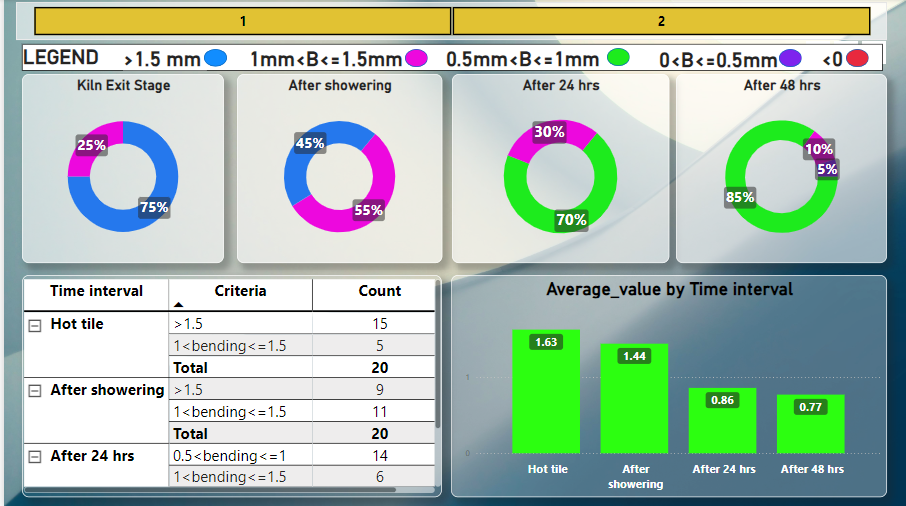 1 2
LEGEND >1.5 mm 1mm<B<=1.5mm 0.5mm<B<=1mm 0<B<=0.5mm <0
Kiln Exit Stage
25%
75%
After showering
45%
55%
After 24 hrs
30%
70%
After 48 hrs
10%
5%
85%
Time interval Criteria Count
Hot tile >1.5 15
1<bending<=1.5 5
Total 20
After showering >1.5 9
1<bending<=1.5 11
Total 20
After 24 hrs 0.5<bending<=1 14
1<bending<=1.5 6
Average_value by Time interval
1.63
1.44
0.86
0.77
1
0
Hot tile
After
showering
After 24 hrs
After 48 hrs